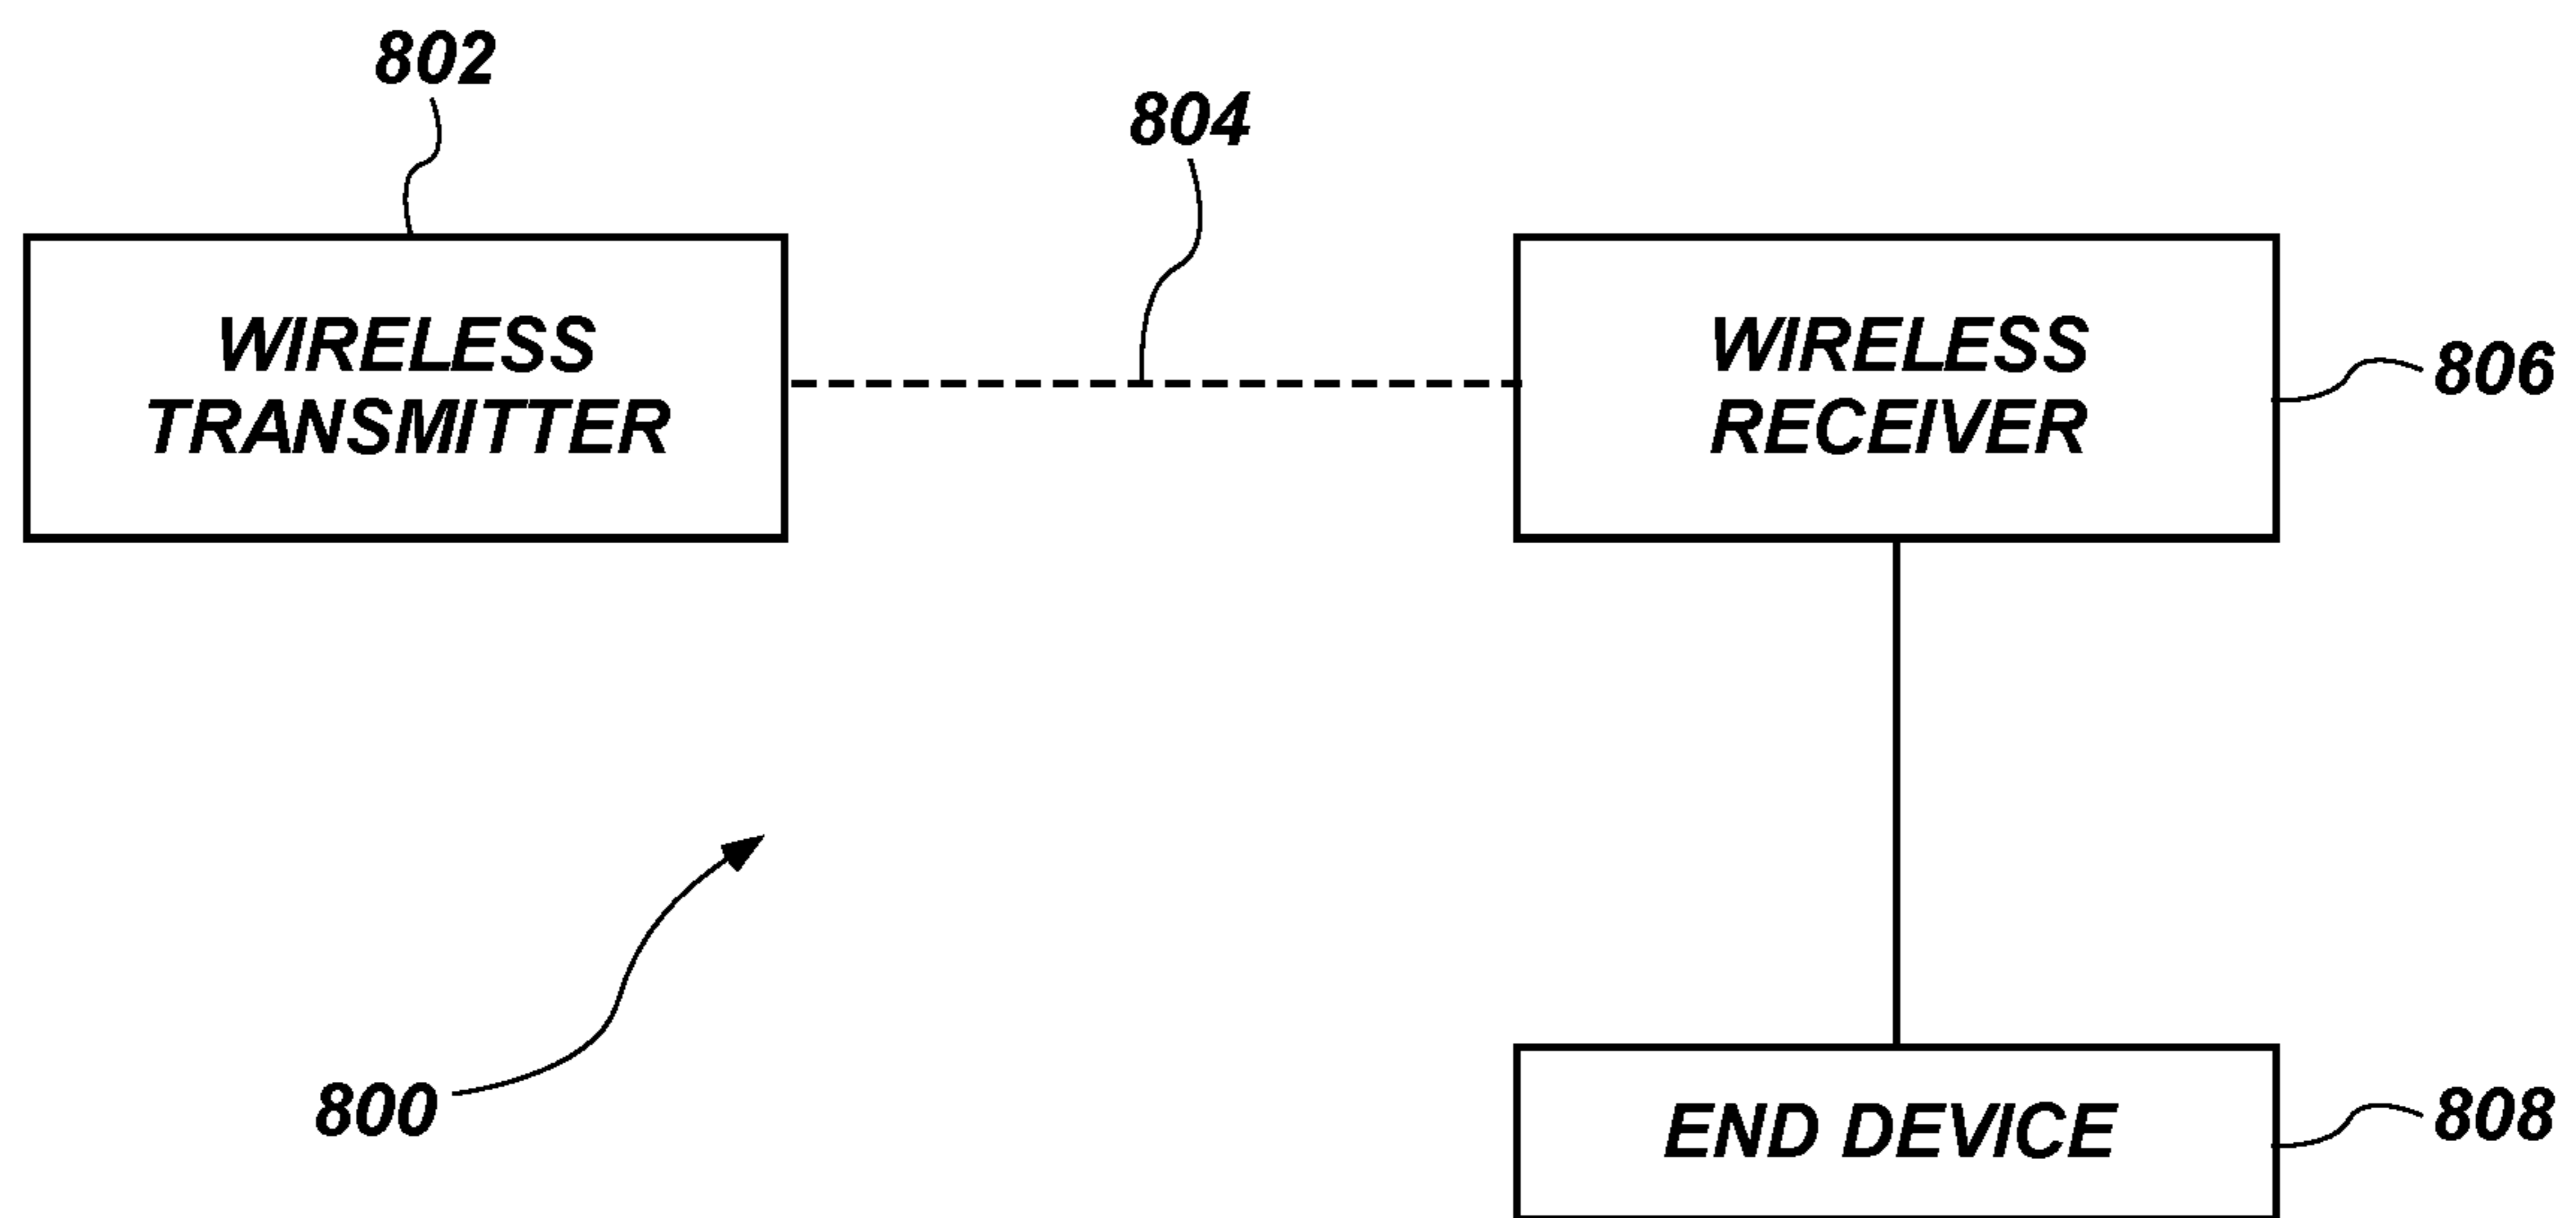 802
804
WIRELESS
TRANSMITTER
WIRELESS
RECEIVER
806
800
END DEVICE
808